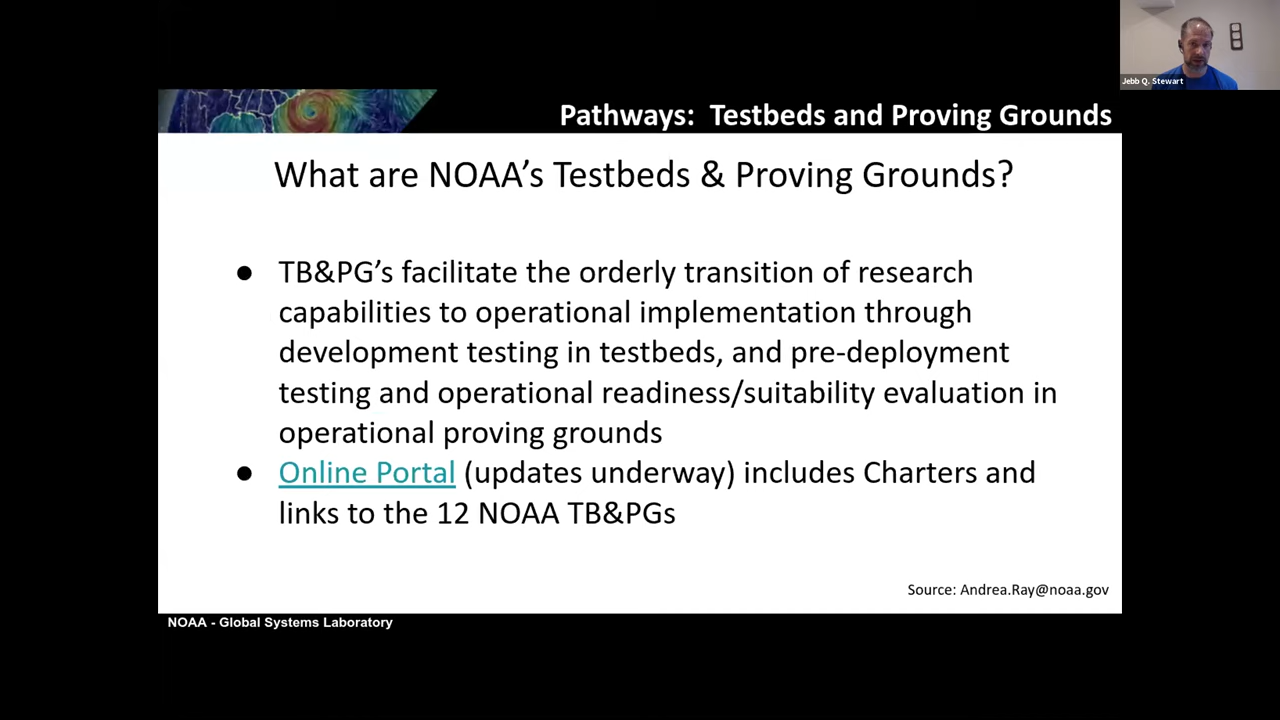 Jebb Q. Stewart
Pathways: Testbeds and Proving Grounds
What are NOAA's Testbeds & Proving Grounds?
● TB&PG's facilitate the orderly transition of research
capabilities to operational implementation through
development testing in testbeds, and pre-deployment
testing and operational readiness/suitability evaluation in
operational proving grounds
● Online Portal (updates underway) includes Charters and
links to the 12 NOAA TB&PGs
Source: Andrea.Ray@noaa.gov
NOAA - Global Systems Laboratory